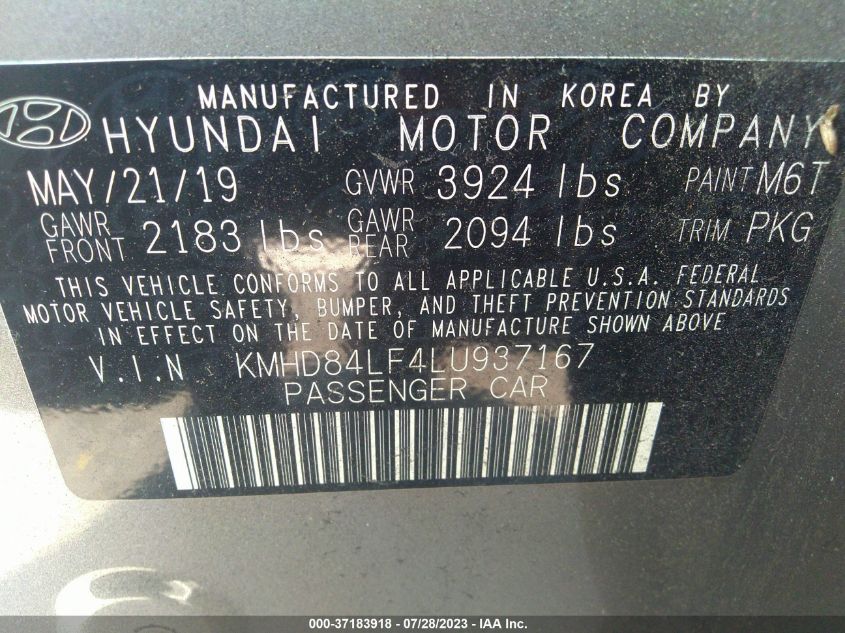 MANUFACTURED IN KOREA BY
HYUNDAI MOTOR COMPANY
MAY/21/19 GVWR 3924 lbs PAINT M6T
GAWR FRONT 2183 lbs GAWR REAR 2094 lbs TRIM PKG
THIS VEHICLE CONFORMS TO ALL APPLICABLE U.S.A. FEDERAL
MOTOR VEHICLE SAFETY, BUMPER, AND THEFT PREVENTION STANDARDS
IN EFFECT ON THE DATE OF MANUFACTURE SHOWN ABOVE
V.I.N KMHD84LF4LU937167
PASSENGER CAR
000-37183918 - 07/28/2023 - IAA Inc.